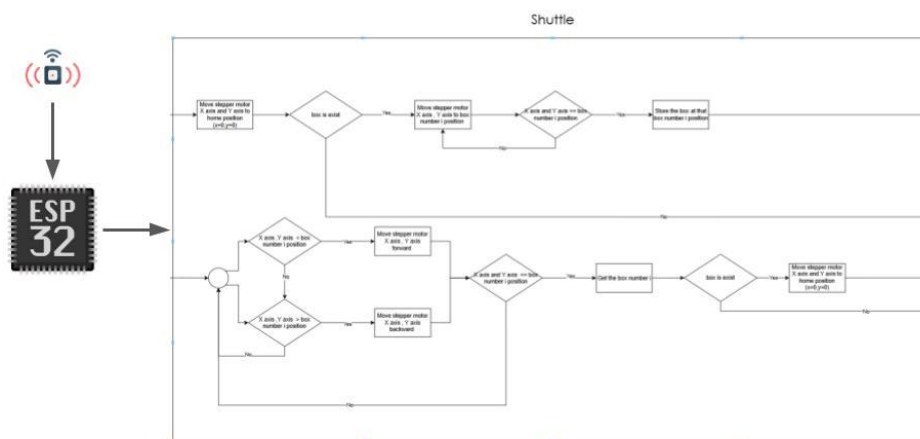 Shuttle
Move stepper motor
X axis and Y axis to
home position
(x=0,y=0)
box is exist
Yes
Move stepper motor
X axis , Y axis to box
number i position
X axis and Y axis == box
number i position
Yes
Store the box at that
box number i position
No
No
ESP
32
X axis ,Y axis < box
number i position
Yes
Move stepper motor
X axis , Y axis
forward
No
X axis ,Y axis > box
number i position
Yes
Move stepper motor
X axis , Y axis
backward
No
X axis and Y axis == box
number i position
Yes
Get the box number i
box is exist
Yes
Move stepper motor
X axis and Y axis to
home position
(x=0,y=0)
No
No